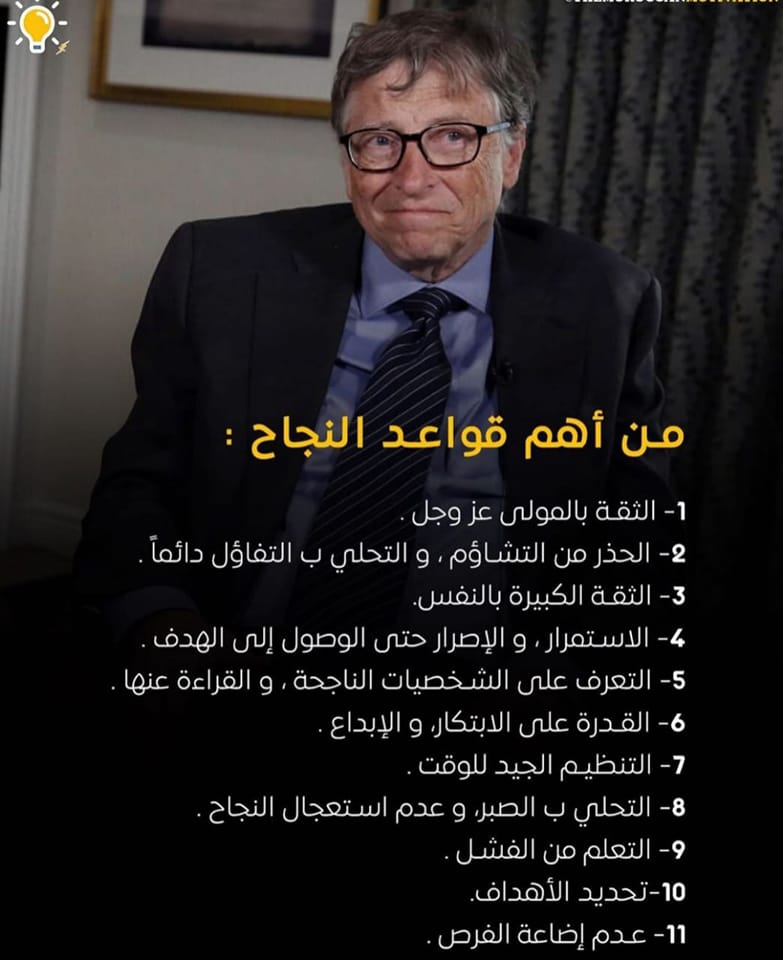 من أهم قواعد النجاح :
1- الثقة بالمولى عز وجل .
2- الحذر من التشاؤم ، و التحلي ب التفاؤل دائماً .
3- الثقة الكبيرة بالنفس.
4- الاستمرار ، و الإصرار حتى الوصول إلى الهدف .
5- التعرف على الشخصيات الناجحة ، و القراءة عنها .
6- القدرة على الابتكار، و الإبداع .
7- التنظيم الجيد للوقت .
8- التحلي ب الصبر، و عدم استعجال النجاح .
9- التعلم من الفشل .
10-تحديد الأهداف.
11- عدم إضاعة الفرص .